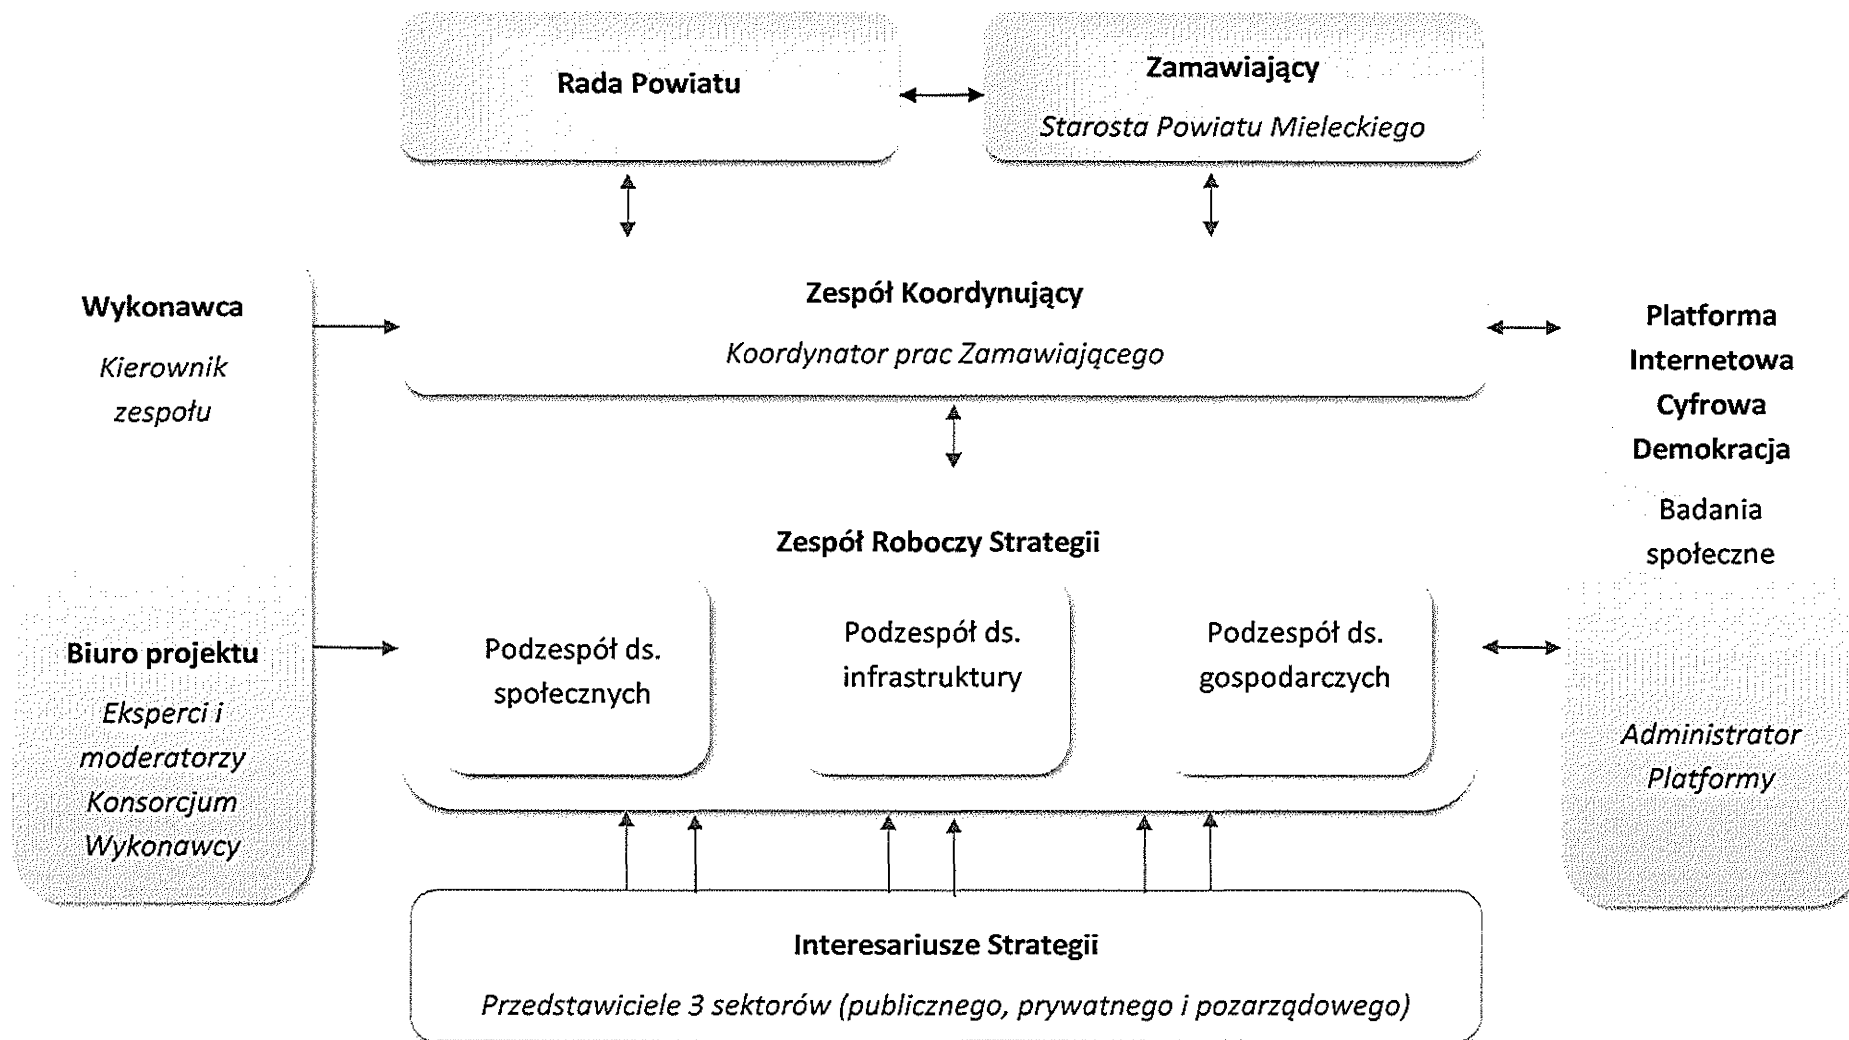 Rada Powiatu
Zamawiający
Starosta Powiatu Mieleckiego
Wykonawca
Kierownik
zespołu
Zespół Koordynujący
Koordynator prac Zamawiającego
Platforma
Internetowa
Cyfrowa
Demokracja
Badania
społeczne
Administrator
Platformy
Biuro projektu
Eksperci i
moderatorzy
Konsorcjum
Wykonawcy
Zespół Roboczy Strategii
Podzespół ds.
społecznych
Podzespół ds.
infrastruktury
Podzespół ds.
gospodarczych
Interesariusze Strategii
Przedstawiciele 3 sektorów (publicznego, prywatnego i pozarządowego)